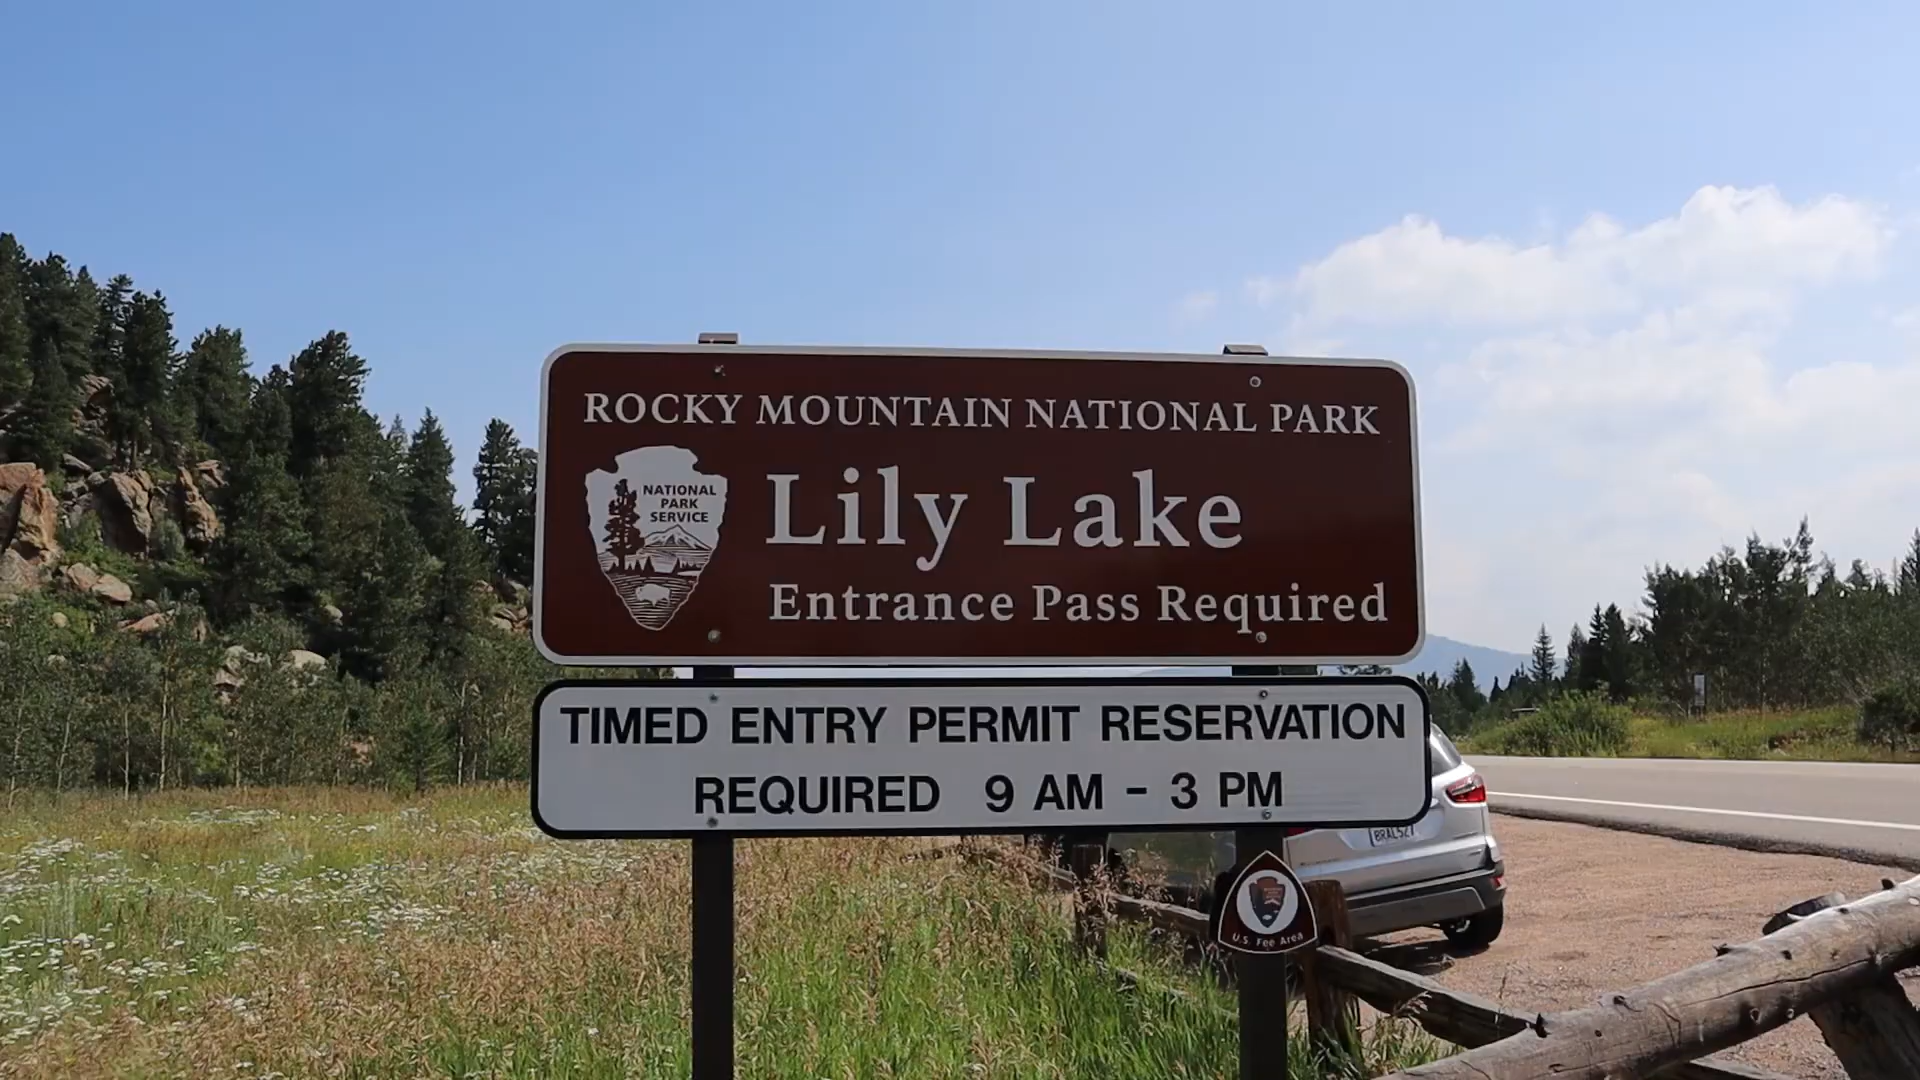 ROCKY MOUNTAIN NATIONAL PARK
NATIONAL
PARK
SERVICE
Lily Lake
Entrance Pass Required
TIMED ENTRY PERMIT RESERVATION
REQUIRED 9 AM - 3 PM
U.S. Fee Area